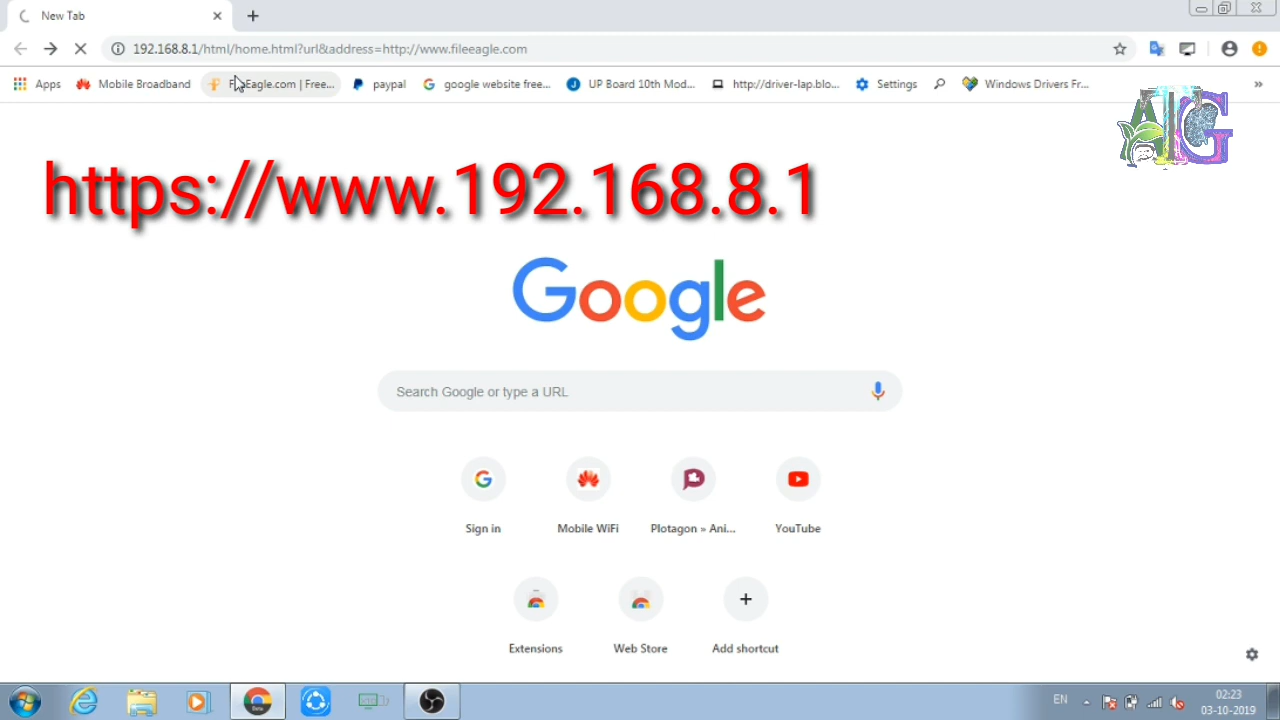 New Tab
192.168.8.1/html/home.html?url&address=http://www.fileeagle.com
Apps Mobile Broadband FileEagle.com | Free... paypal google website free... UP Board 10th Mod... http://driver-lap.blo... Settings Windows Drivers Fr... »
AIG
https://www.192.168.8.1
Google
Search Google or type a URL
Sign in Mobile WiFi Plotagon » Ani... YouTube
Extensions Web Store Add shortcut
EN 02:23
03-10-2019